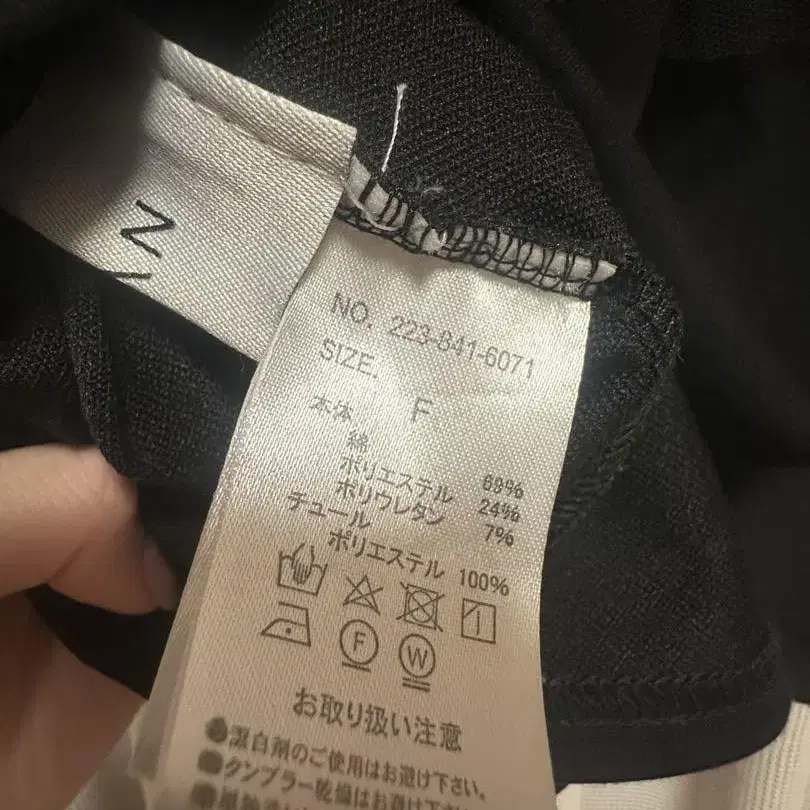 NO. 223-841-6071
SIZE. F
本体
綿 69%
ポリエステル 24%
ポリウレタン 7%
チュール
ポリエステル 100%
F W
お取り扱い注意
●漂白剤のご使用はお避け下さい。
●タンブラー乾燥はお避け下さい。